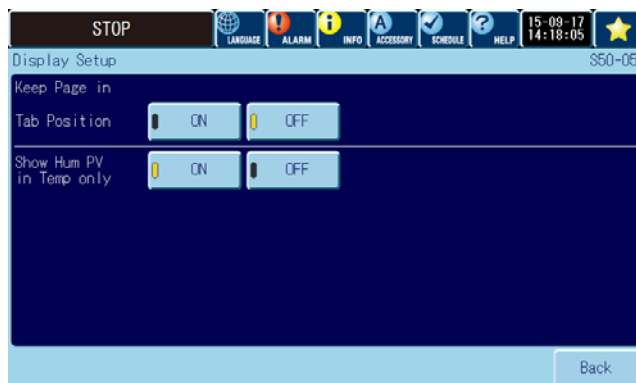 STOP
LANGUAGE
ALARM
INFO
ACCESSORY
SCHEDULE
HELP
15-09-17
14:18:05
Display Setup
S50-05
Keep Page in
Tab Position
ON
OFF
Show Hum PV
in Temp only
ON
OFF
Back